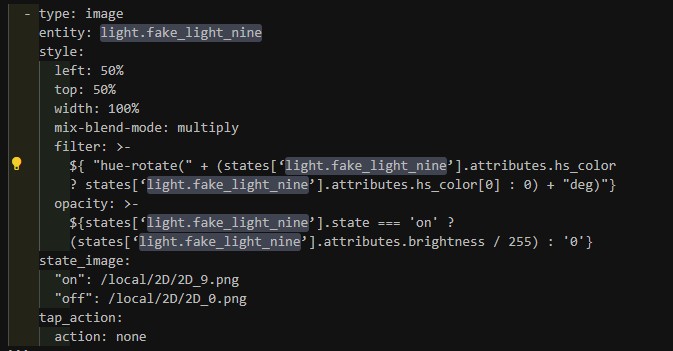 - type: image
entity: light.fake_light_nine
style:
left: 50%
top: 50%
width: 100%
mix-blend-mode: multiply
filter: >-
${ "hue-rotate(" + (states[‘light.fake_light_nine’].attributes.hs_color
? states[‘light.fake_light_nine’].attributes.hs_color[0] : 0) + "deg)"}
opacity: >-
${states[‘light.fake_light_nine’].state === 'on' ?
(states[‘light.fake_light_nine’].attributes.brightness / 255) : '0'}
state_image:
"on": /local/2D/2D_9.png
"off": /local/2D/2D_0.png
tap_action:
action: none